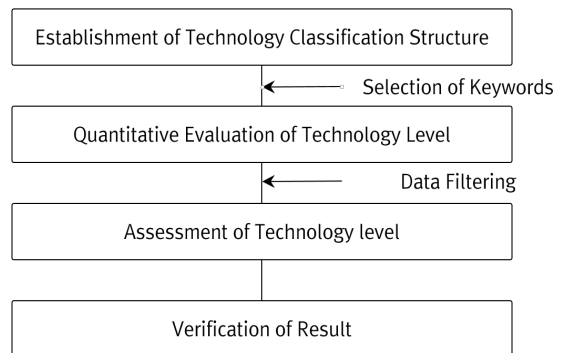 Establishment of Technology Classification Structure
Selection of Keywords
Quantitative Evaluation of Technology Level
Data Filtering
Assessment of Technology level
Verification of Result